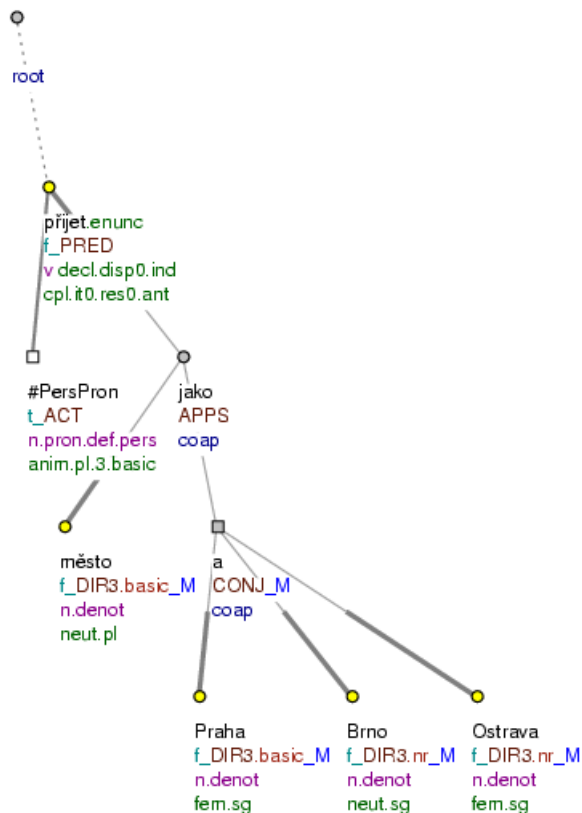 root
přijet.enunc
f_PRED
v decl.disp0.ind
cpl.it0.res0.ant
#PersPron
t_ACT
n.pron.def.pers
anim.pl.3.basic
jako
APPS
coap
město
f_DIR3.basic_M
n.denot
neut.pl
a
CONJ_M
coap
Praha
f_DIR3.basic_M
n.denot
fem.sg
Brno
f_DIR3.nr_M
n.denot
neut.sg
Ostrava
f_DIR3.nr_M
n.denot
fem.sg